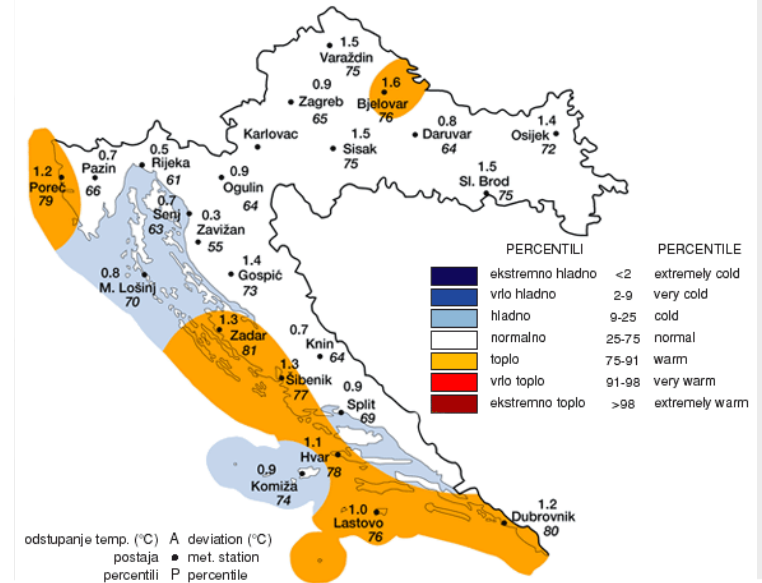 1.5
Varaždin
75
1.6
Bjelovar
76
0.9
Zagreb
65
Karlovac
1.5
Sisak
75
0.8
Daruvar
64
1.4
Osijek
72
1.5
Sl. Brod
75
1.2
Poreč
79
0.7
Pazin
66
0.5
Rijeka
61
0.9
Ogulin
64
0.7
Senj
63
0.3
Zavižan
55
1.4
Gospić
73
0.8
M. Lošinj
70
1.3
Zadar
81
0.7
Knin
64
1.3
Šibenik
77
0.9
Split
69
1.1
Hvar
78
0.9
Komiža
74
1.0
Lastovo
76
1.2
Dubrovnik
80
PERCENTILI PERCENTILE
ekstremno hladno <2 extremely cold
vrlo hladno 2-9 very cold
hladno 9-25 cold
normalno 25-75 normal
toplo 75-91 warm
vrlo toplo 91-98 very warm
ekstremno toplo >98 extremely warm
odstupanje temp. (°C) A deviation (°C)
postaja • met. station
percentili P percentile